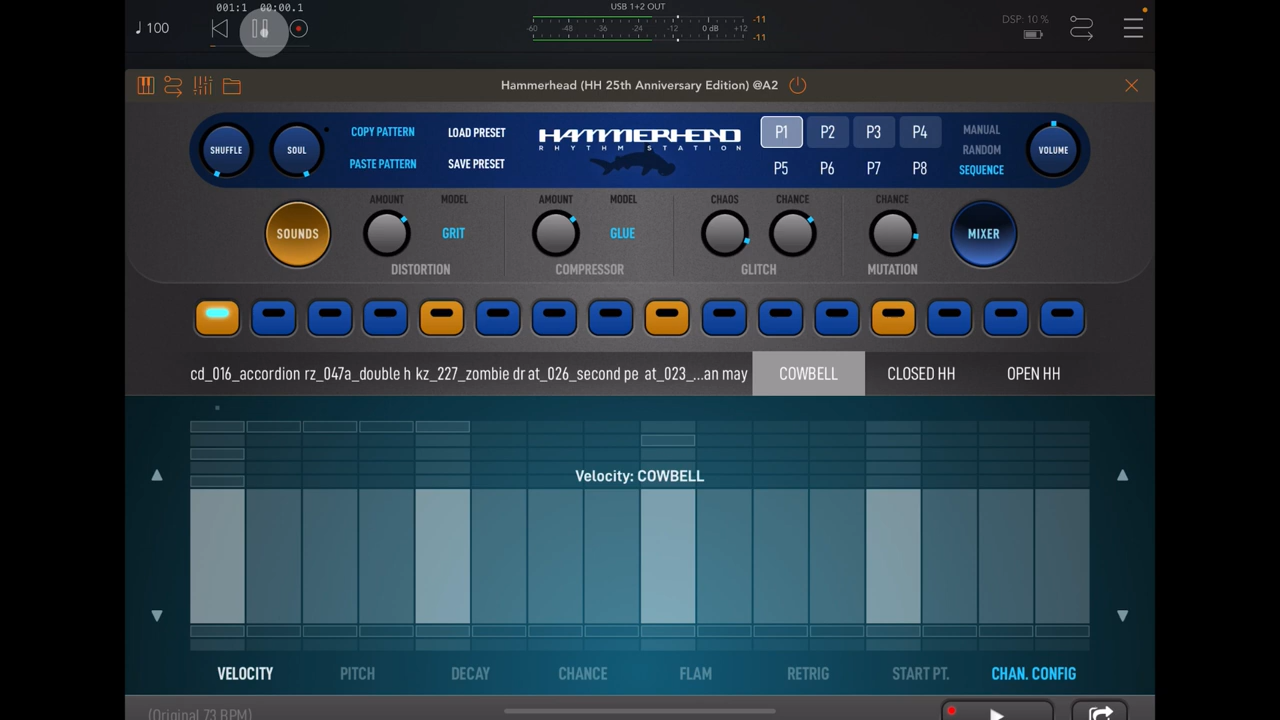 001:1 00:00.1
USB 1+2 OUT
♩ 100
-60 -48 -36 -24 -12 0 dB +12
-11
-11
DSP: 10 %
Hammerhead (HH 25th Anniversary Edition) @A2
SHUFFLE
SOUL
COPY PATTERN
PASTE PATTERN
LOAD PRESET
SAVE PRESET
HAMMERHEAD
RHYTHM STATION
P1 P2 P3 P4
P5 P6 P7 P8
MANUAL
RANDOM
SEQUENCE
VOLUME
SOUNDS
AMOUNT MODEL
GRIT
DISTORTION
AMOUNT MODEL
GLUE
COMPRESSOR
CHAOS CHANCE
GLITCH
CHANCE
MUTATION
MIXER
cd_016_accordion rz_047a_double h kz_227_zombie dr at_026_second pe at_023_...an may COWBELL CLOSED HH OPEN HH
Velocity: COWBELL
VELOCITY PITCH DECAY CHANCE FLAM RETRIG START PT. CHAN. CONFIG
(Original 73 BPM)